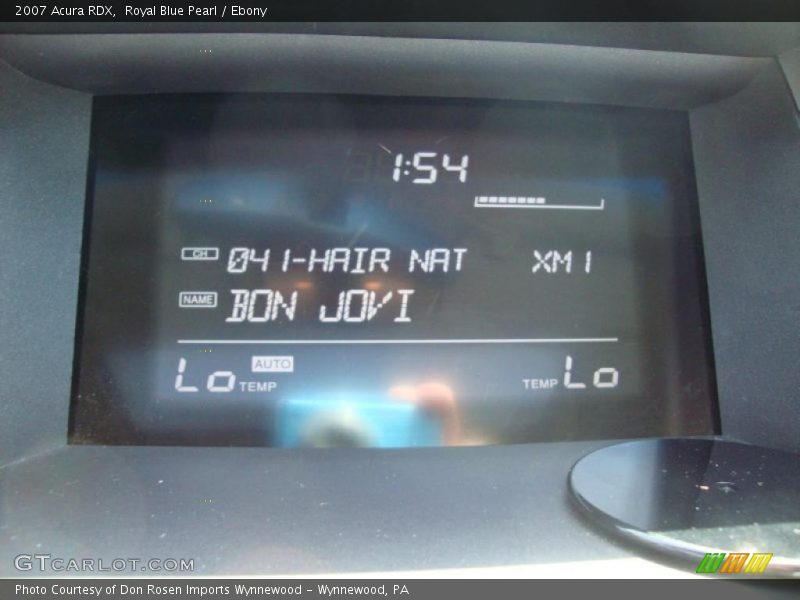 2007 Acura RDX,  Royal Blue Pearl / Ebony
1:54
CH 041-HAIR NAT XM1
NAME BON JOVI
Lo TEMP AUTO TEMP Lo
GTCARLOT.COM
Photo Courtesy of Don Rosen Imports Wynnewood – Wynnewood, PA